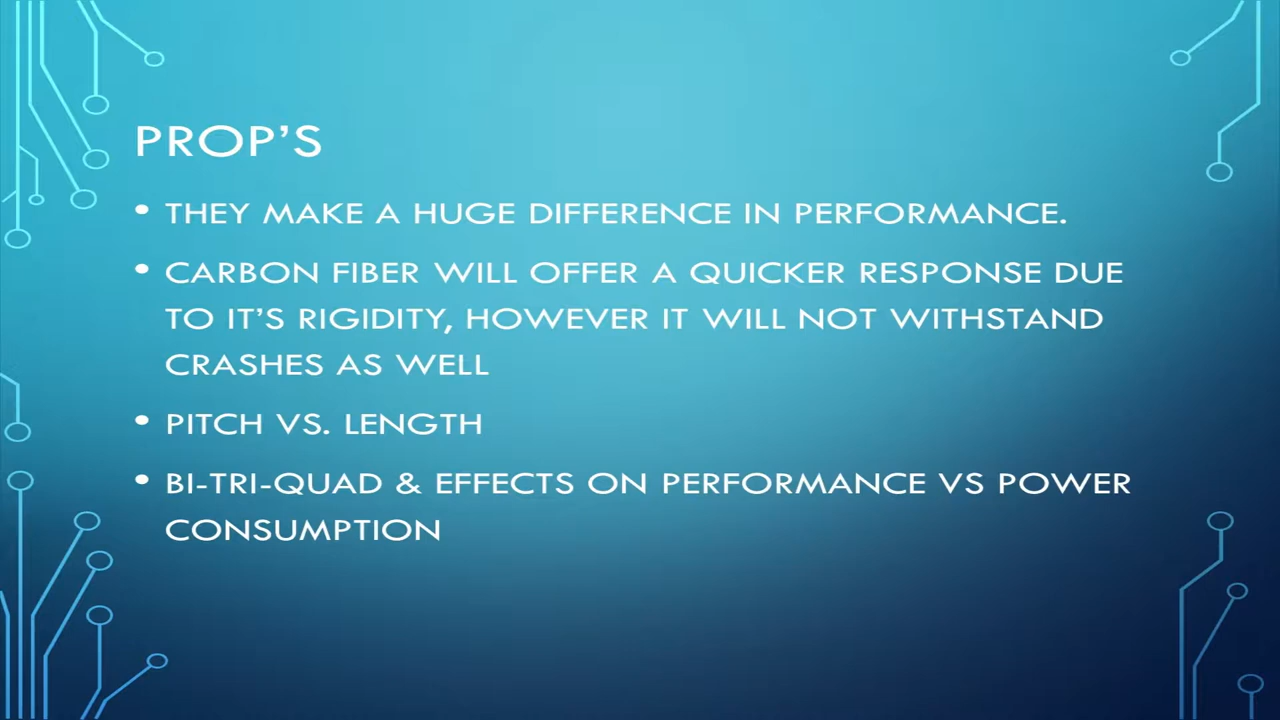 PROP’S
• THEY MAKE A HUGE DIFFERENCE IN PERFORMANCE.
• CARBON FIBER WILL OFFER A QUICKER RESPONSE DUE
TO IT’S RIGIDITY, HOWEVER IT WILL NOT WITHSTAND
CRASHES AS WELL
• PITCH VS. LENGTH
• BI-TRI-QUAD & EFFECTS ON PERFORMANCE VS POWER
CONSUMPTION